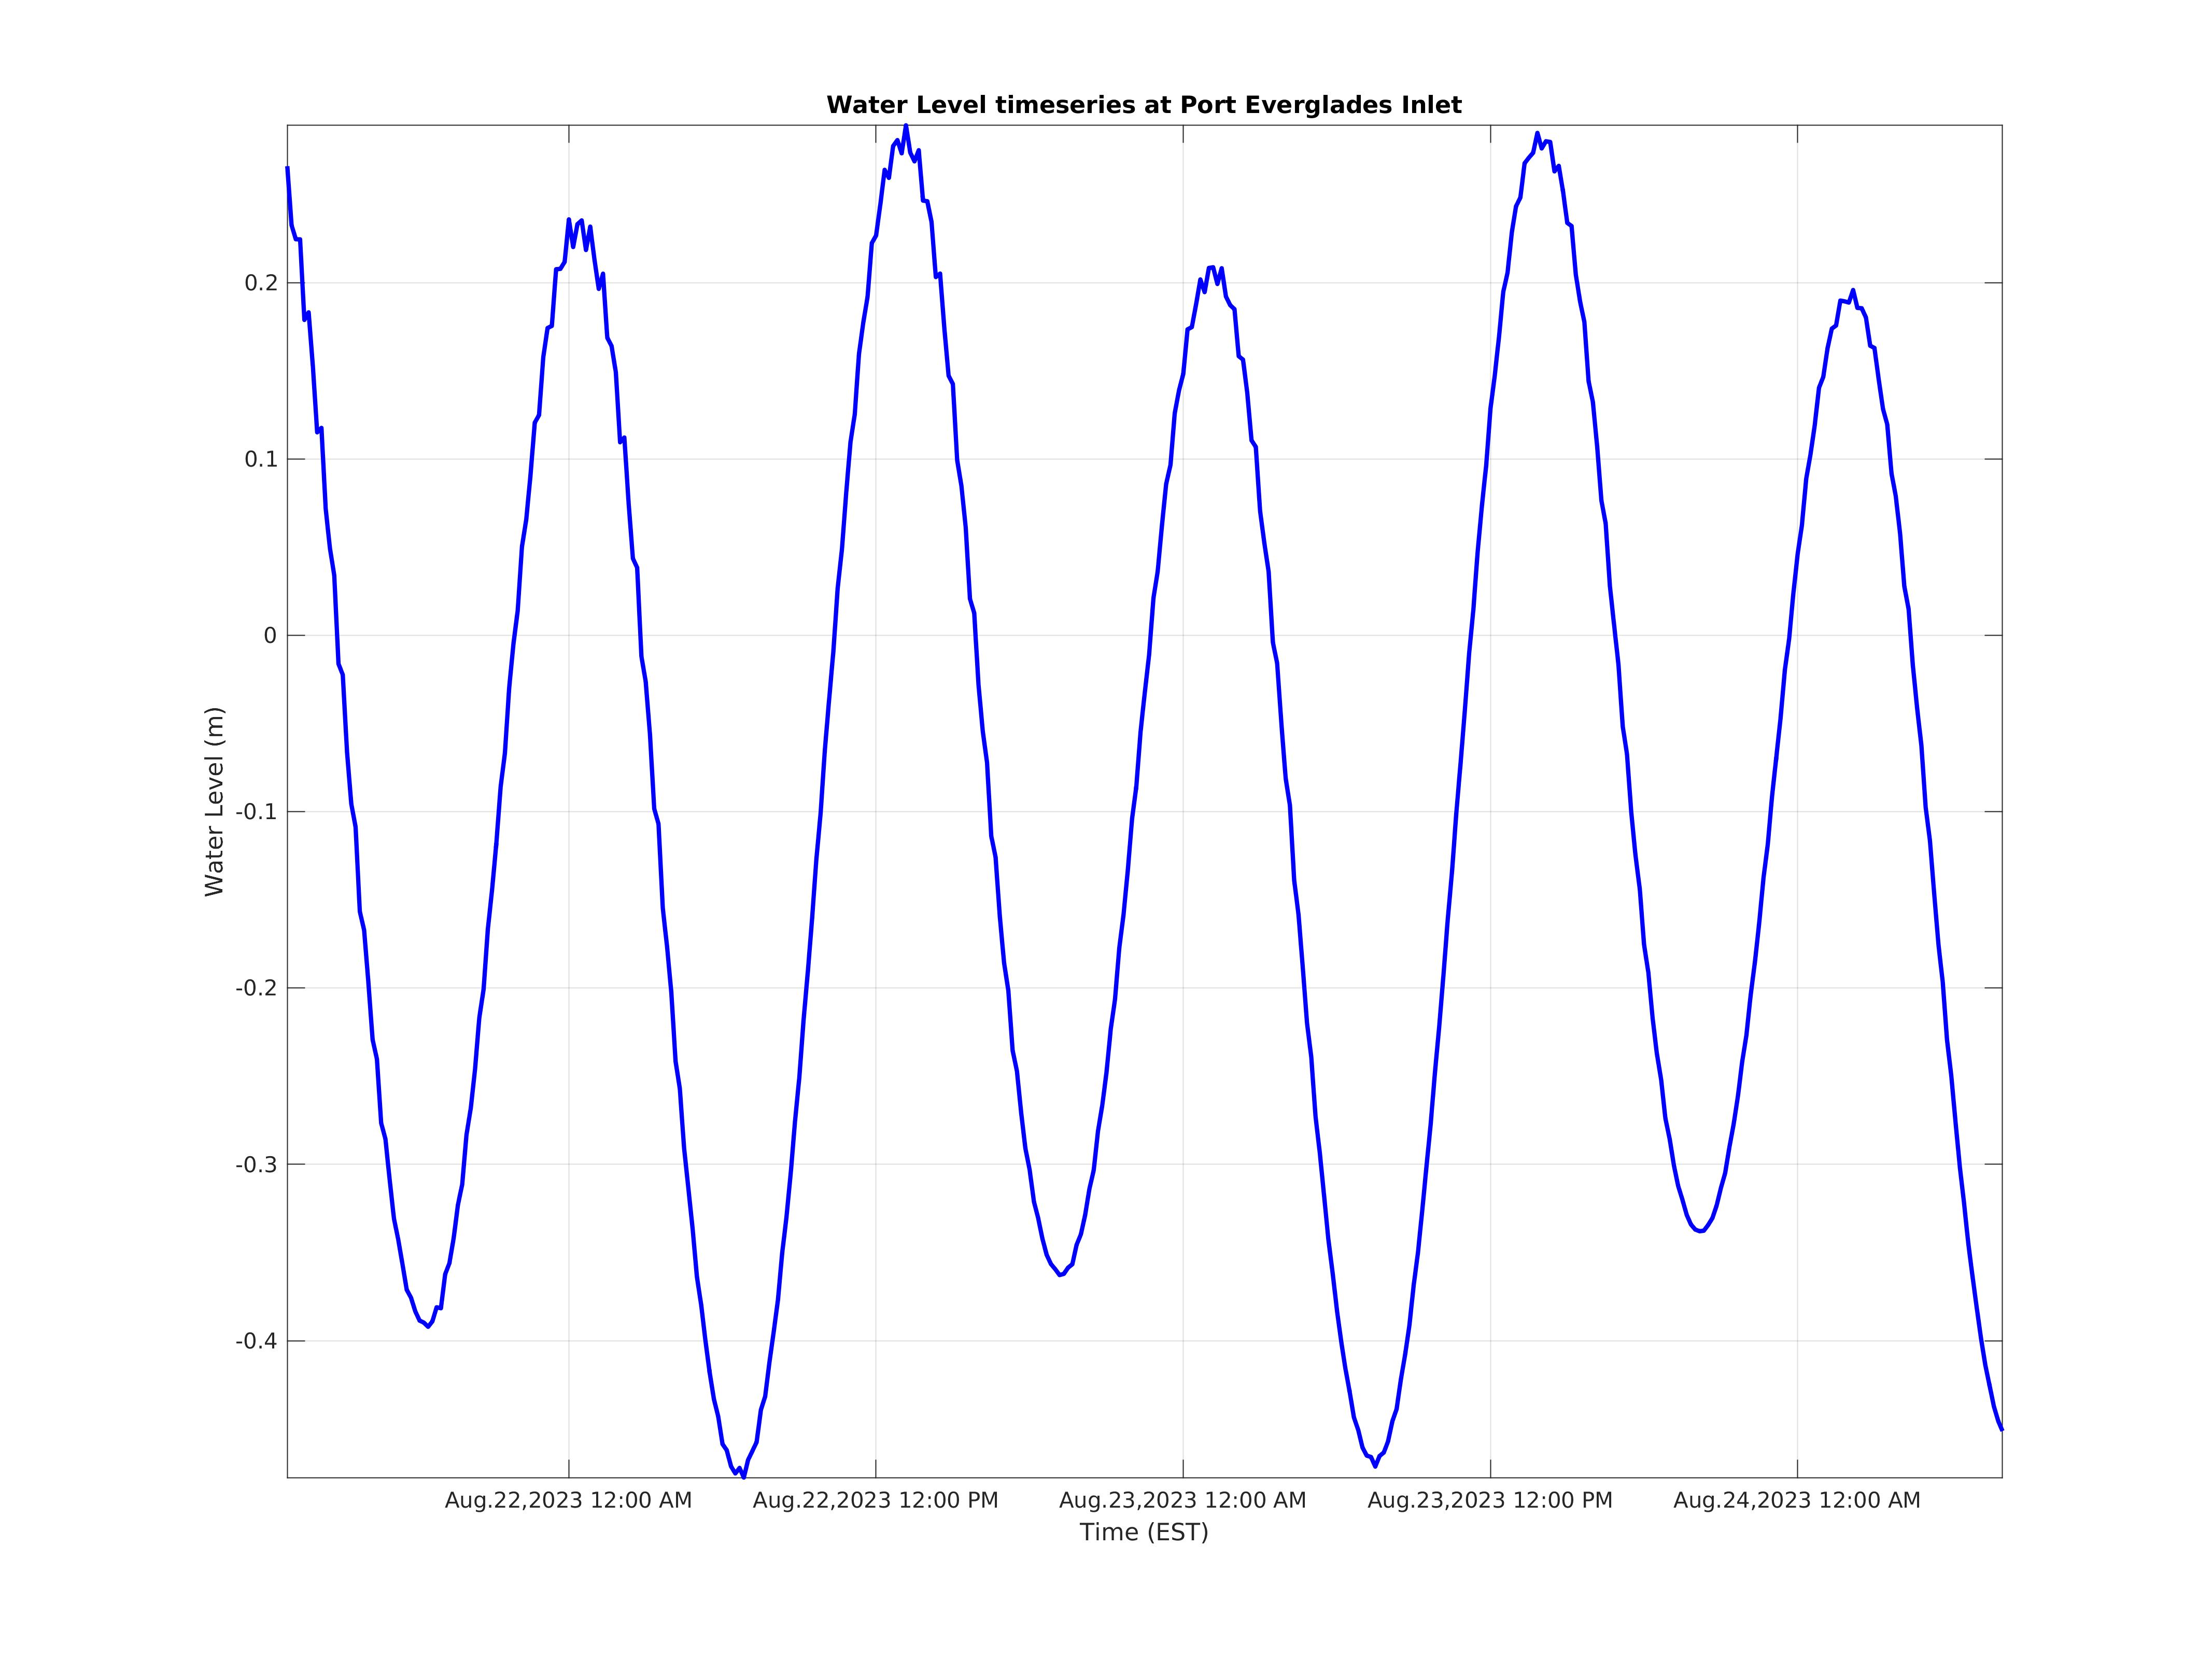 Water Level timeseries at Port Everglades Inlet
0.2
0.1
0
-0.1
-0.2
-0.3
-0.4
Water Level (m)
Aug.22,2023 12:00 AM
Aug.22,2023 12:00 PM
Aug.23,2023 12:00 AM
Aug.23,2023 12:00 PM
Aug.24,2023 12:00 AM
Time (EST)